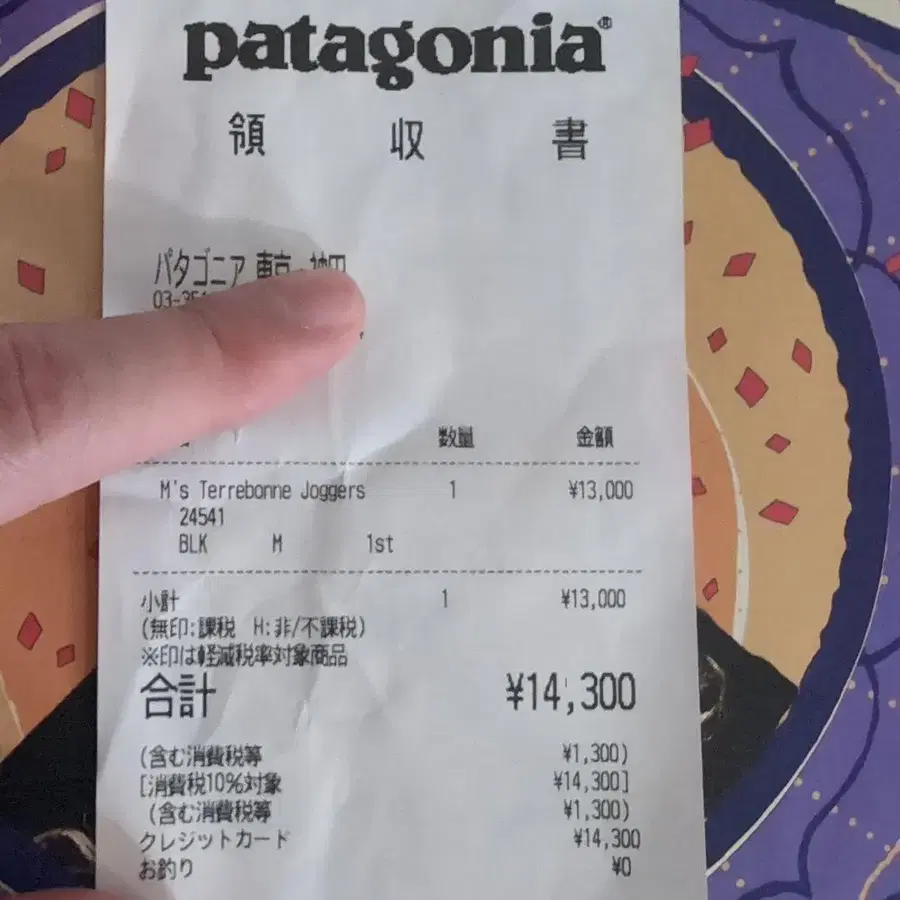 patagonia®
領 収 書
パタゴニア 東京
03-35
数量 金額
M's Terrebonne Joggers 1 ¥13,000
24541
BLK M 1st
小計 1 ¥13,000
(無印:課税 H:非/不課税)
※印は軽減税率対象商品
合計 ¥14,300
(含む消費税等 ¥1,300)
[消費税10%対象 ¥14,300]
(含む消費税等 ¥1,300)
クレジットカード ¥14,300
お釣り ¥0